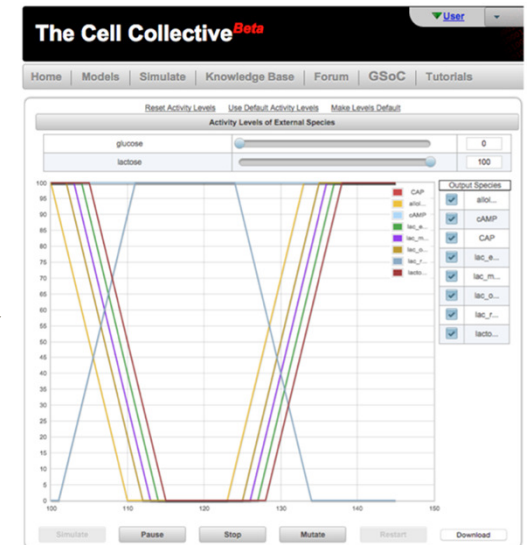 The Cell Collective Beta
User
Home | Models | Simulate | Knowledge Base | Forum | GSoC | Tutorials
Reset Activity Levels Use Default Activity Levels Make Levels Default
Activity Levels of External Species
glucose 0
lactose 100
Output Species
CAP
alloi...
cAMP
lac_e...
lac_m...
lac_o...
lac_r...
lacto...
alloi...
cAMP
CAP
lac_e...
lac_m...
lac_o...
lac_r...
lacto...
100
95
90
85
80
75
70
65
60
55
50
45
40
35
30
25
20
15
10
5
0
100 110 120 130 140 150
Simulate Pause Stop Mutate Restart Download